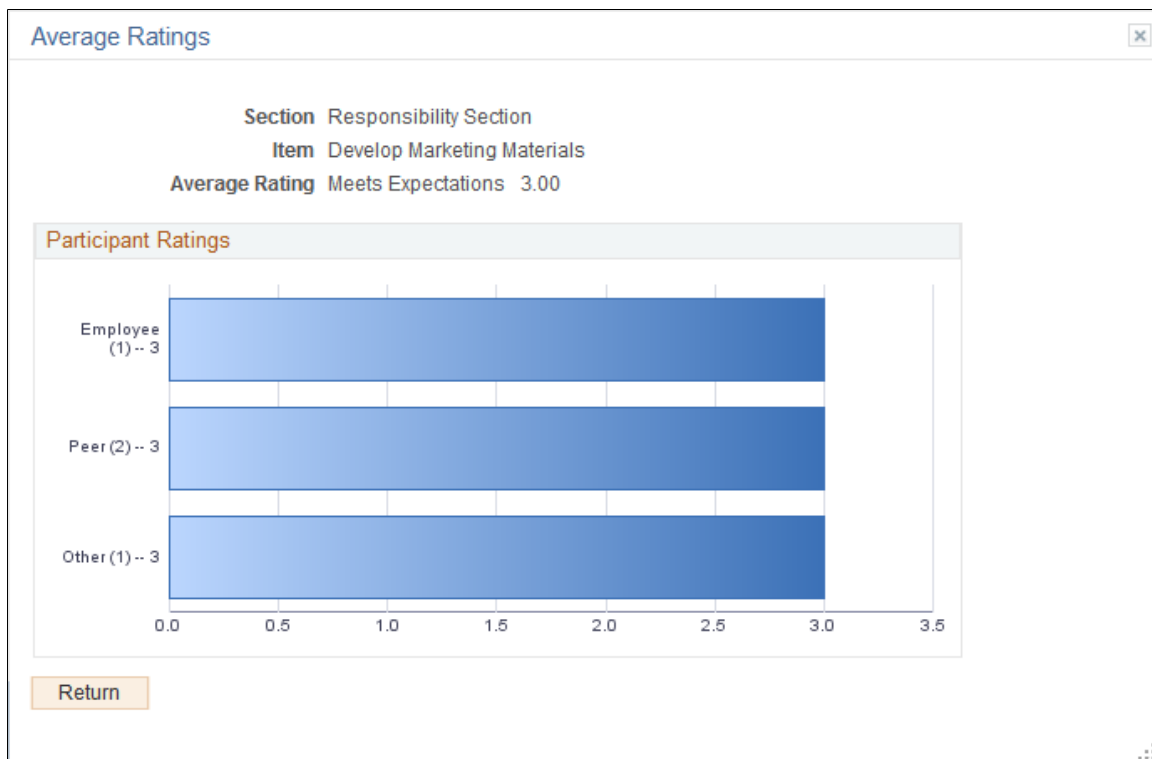 Average Ratings
Section Responsibility Section
Item Develop Marketing Materials
Average Rating Meets Expectations 3.00
Participant Ratings
Employee
(1) -- 3
Peer (2) -- 3
Other (1) -- 3
0.0 0.5 1.0 1.5 2.0 2.5 3.0 3.5
Return